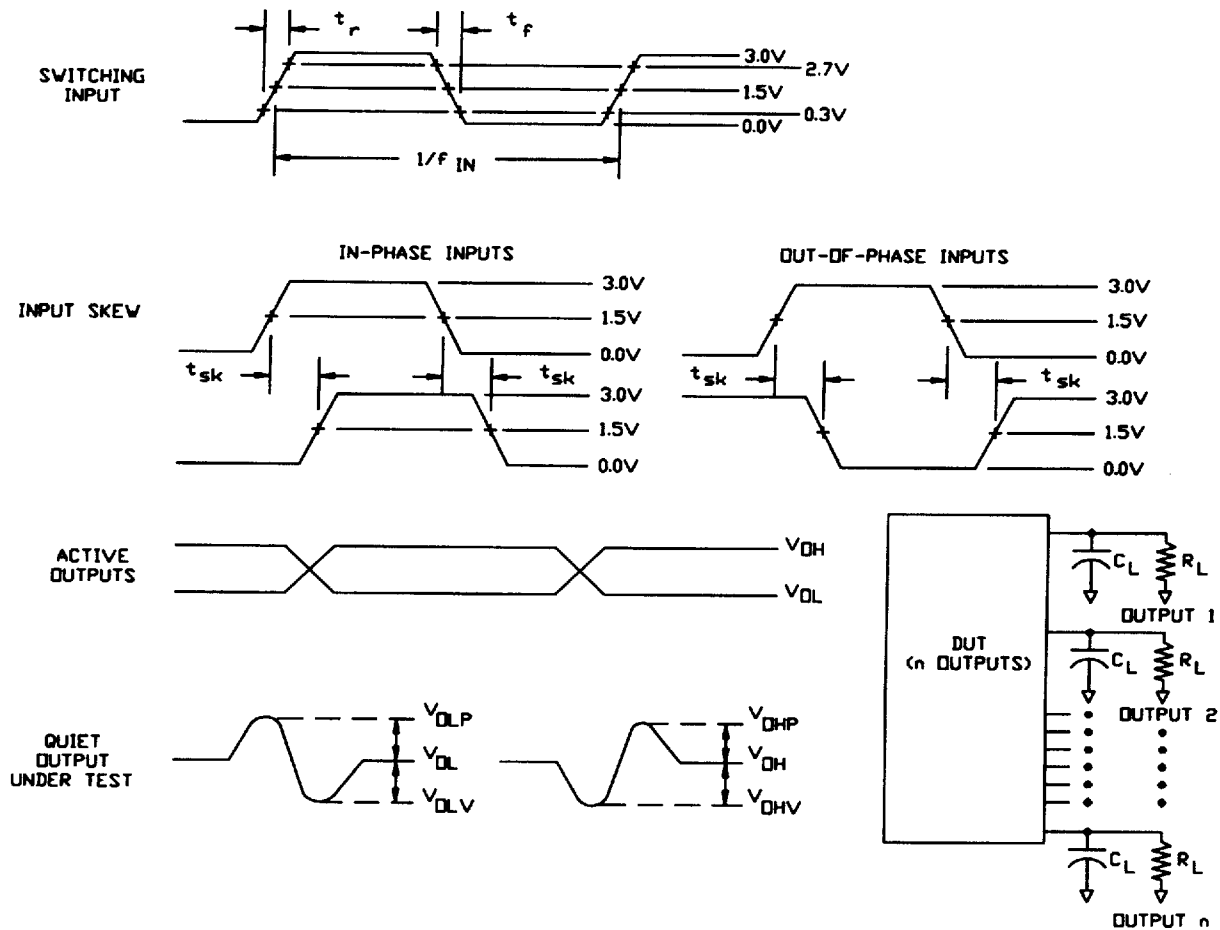 t_r
t_f
SWITCHING
INPUT
3.0V
2.7V
1.5V
0.3V
0.0V
1/f_IN
IN-PHASE INPUTS
OUT-OF-PHASE INPUTS
INPUT SKEW
3.0V
1.5V
0.0V
3.0V
1.5V
0.0V
t_sk
t_sk
t_sk
t_sk
3.0V
1.5V
0.0V
3.0V
1.5V
0.0V
ACTIVE
OUTPUTS
V_OH
V_OL
DUT
(n OUTPUTS)
C_L
R_L
OUTPUT 1
C_L
R_L
OUTPUT 2
C_L
R_L
OUTPUT n
QUIET
OUTPUT
UNDER TEST
V_OLP
V_OL
V_OLV
V_OHP
V_OH
V_OHV